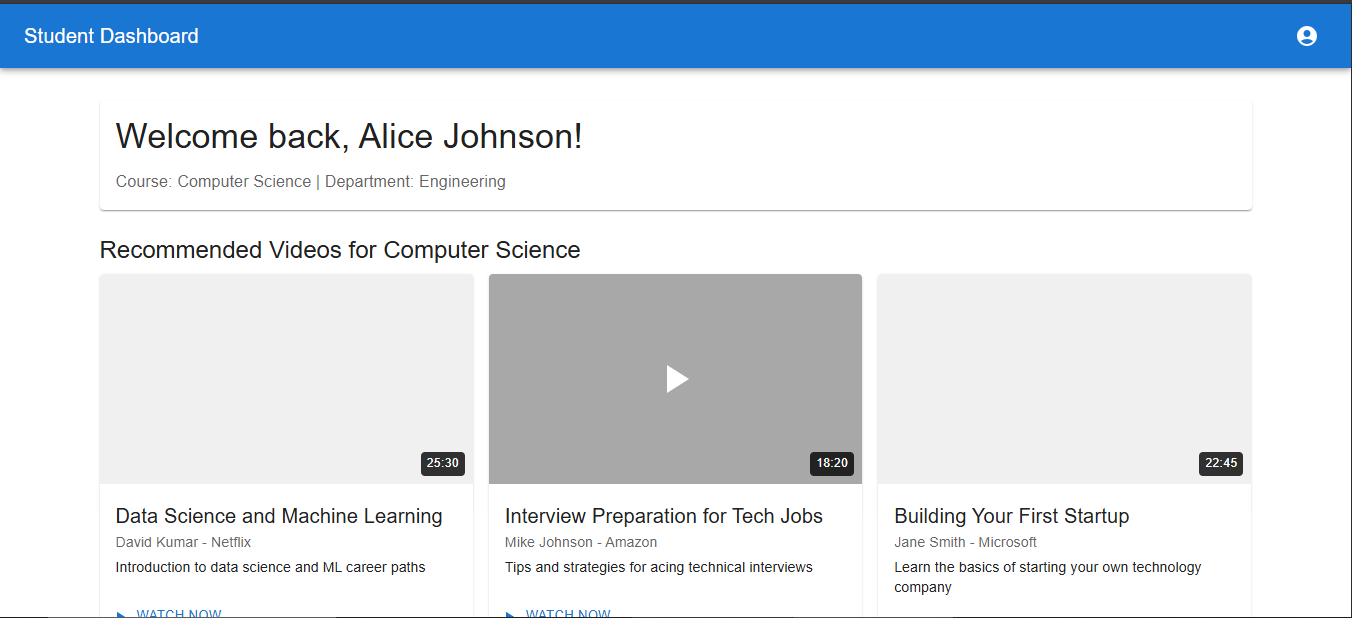 Student Dashboard
Welcome back, Alice Johnson!
Course: Computer Science | Department: Engineering
Recommended Videos for Computer Science
25:30
18:20
22:45
Data Science and Machine Learning
David Kumar - Netflix
Introduction to data science and ML career paths
WATCH NOW
Interview Preparation for Tech Jobs
Mike Johnson - Amazon
Tips and strategies for acing technical interviews
WATCH NOW
Building Your First Startup
Jane Smith - Microsoft
Learn the basics of starting your own technology
company